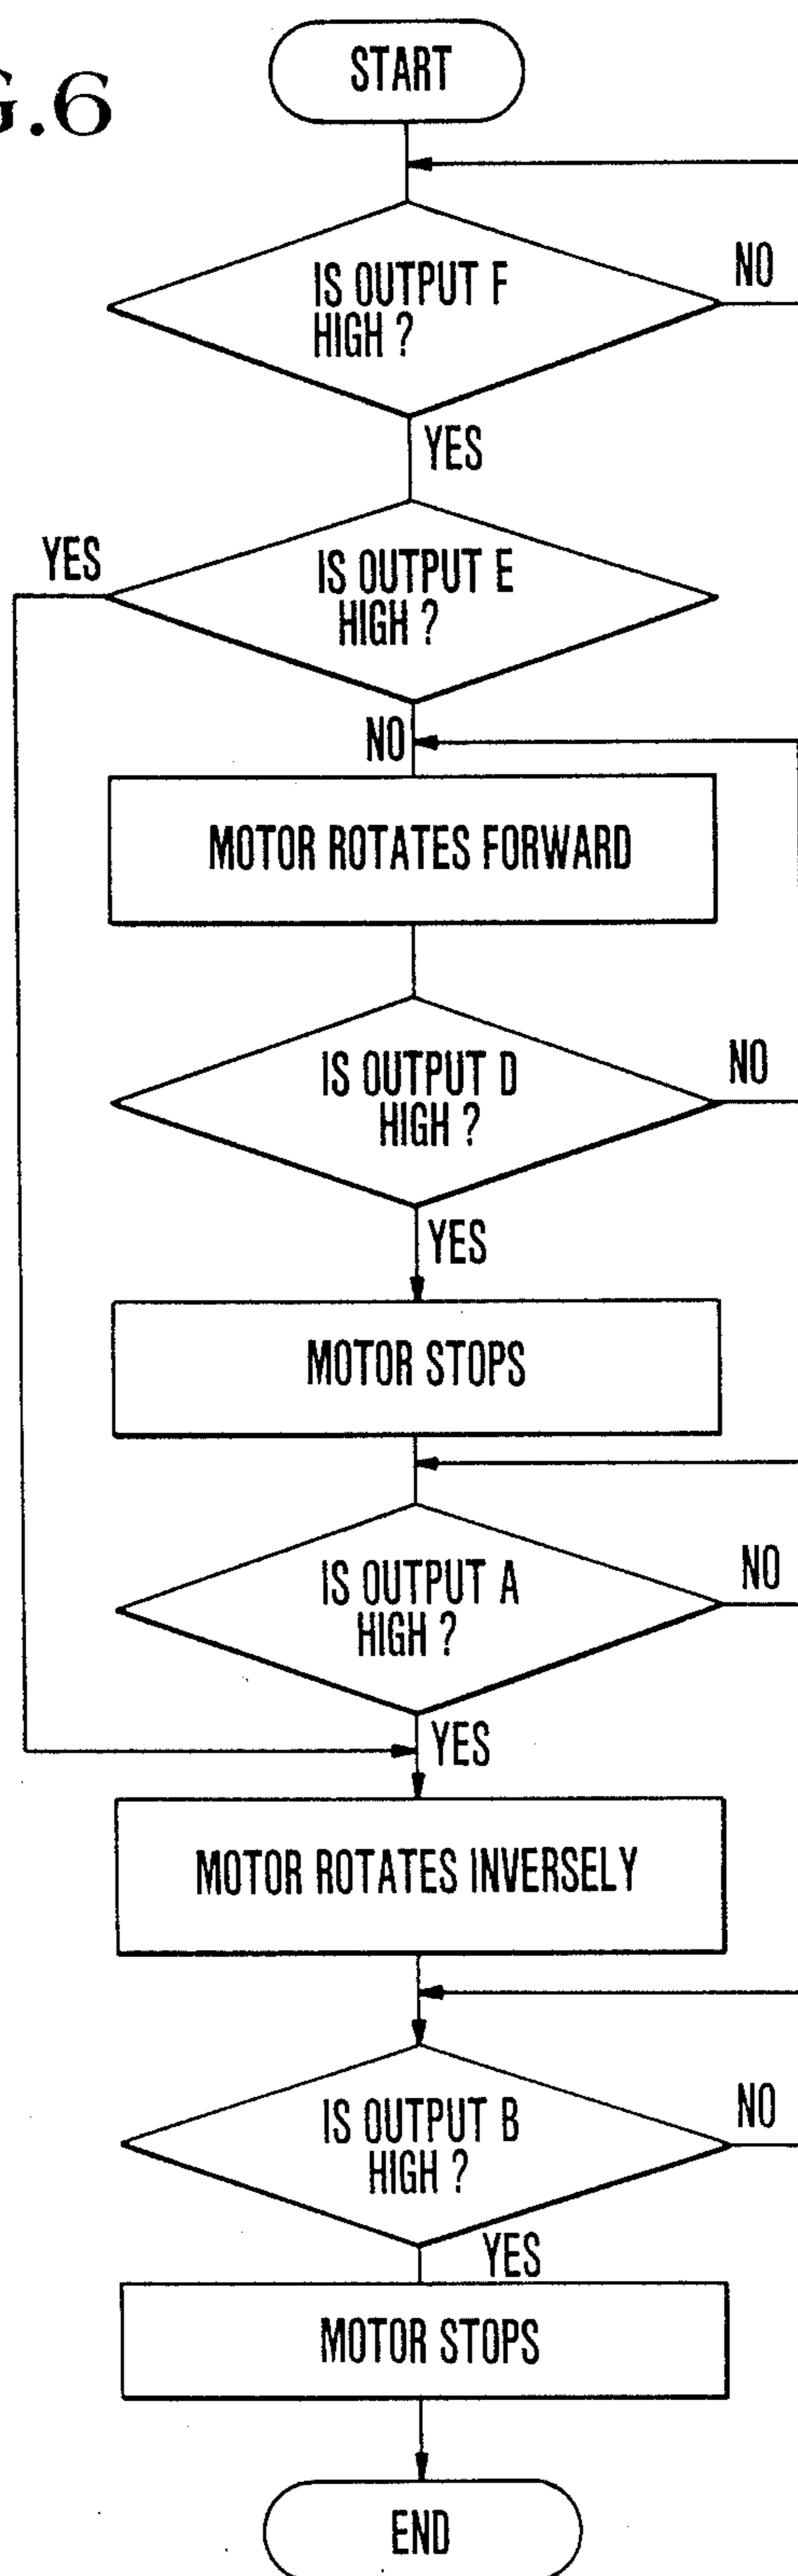 G.6
START
IS OUTPUT F
HIGH ?
NO
YES
IS OUTPUT E
HIGH ?
YES
NO
MOTOR ROTATES FORWARD
IS OUTPUT D
HIGH ?
NO
YES
MOTOR STOPS
IS OUTPUT A
HIGH ?
NO
YES
MOTOR ROTATES INVERSELY
IS OUTPUT B
HIGH ?
NO
YES
MOTOR STOPS
END